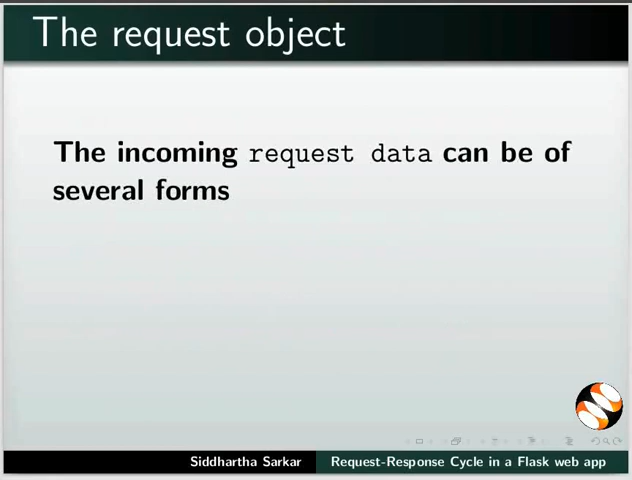 The request object
The incoming request data can be of
several forms
Siddhartha Sarkar
Request-Response Cycle in a Flask web app